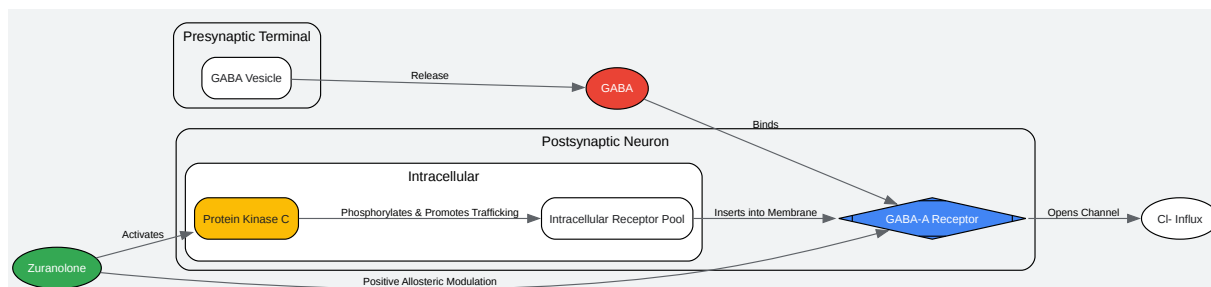 Presynaptic Terminal
GABA Vesicle
Release
GABA
Binds
Postsynaptic Neuron
Intracellular
Protein Kinase C
Phosphorylates & Promotes Trafficking
Intracellular Receptor Pool
Inserts into Membrane
GABA-A Receptor
Opens Channel
Cl- Influx
Activates
Zuranolone
Positive Allosteric Modulation